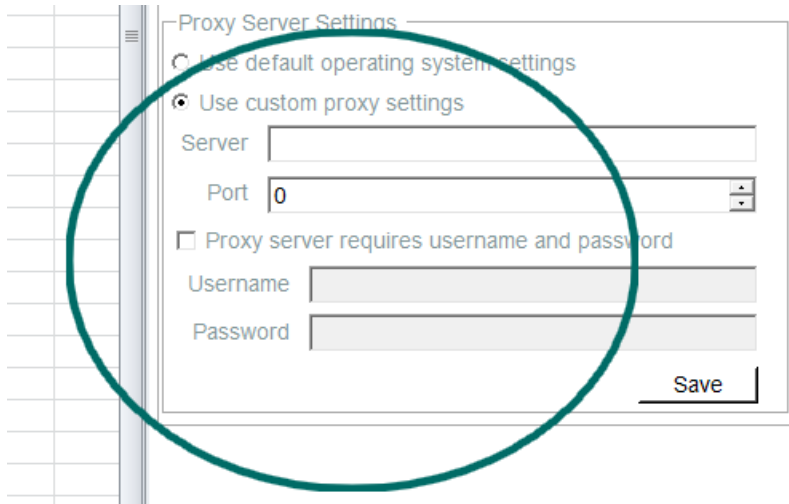 Proxy Server Settings
Use default operating system settings
Use custom proxy settings
Server
Port 0
Proxy server requires username and password
Username
Password
Save